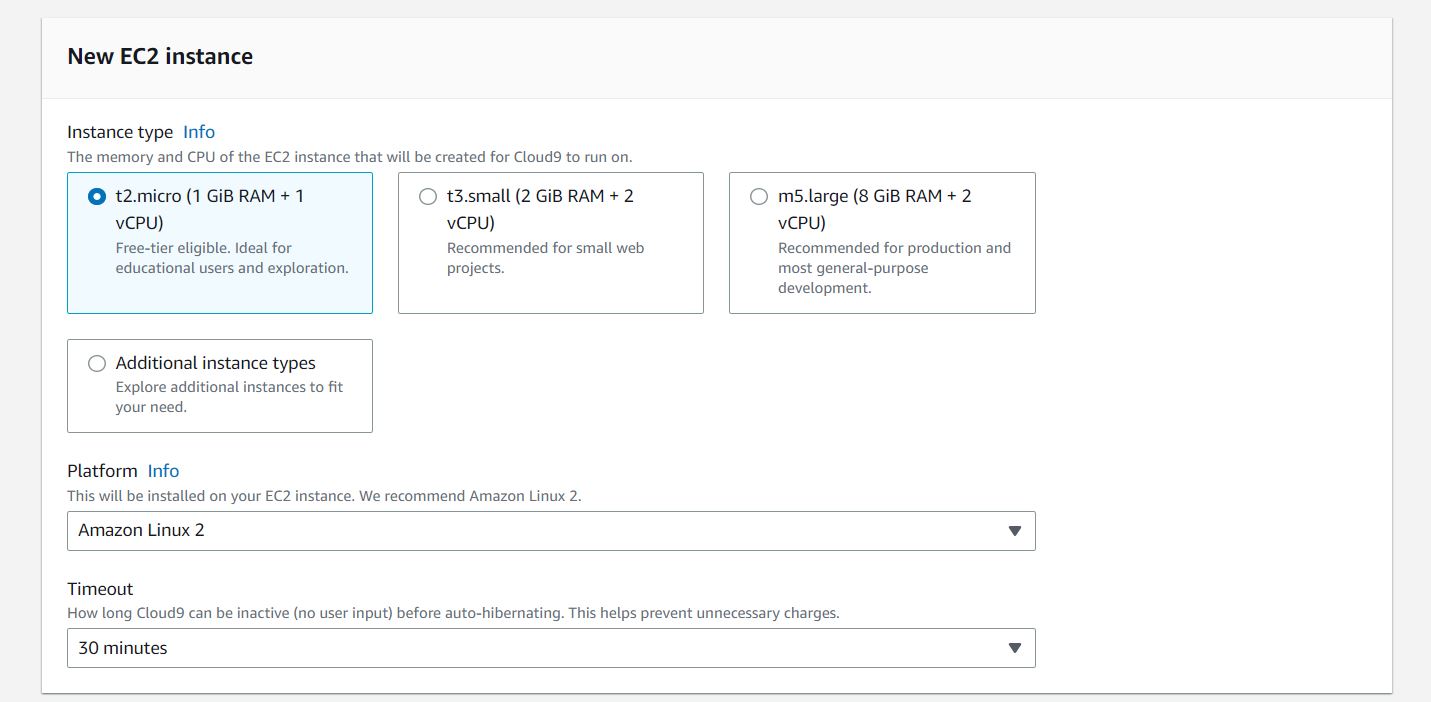 New EC2 instance
Instance type Info
The memory and CPU of the EC2 instance that will be created for Cloud9 to run on.
t2.micro (1 GiB RAM + 1
vCPU)
Free-tier eligible. Ideal for
educational users and exploration.
t3.small (2 GiB RAM + 2
vCPU)
Recommended for small web
projects.
m5.large (8 GiB RAM + 2
vCPU)
Recommended for production and
most general-purpose
development.
Additional instance types
Explore additional instances to fit
your need.
Platform Info
This will be installed on your EC2 instance. We recommend Amazon Linux 2.
Amazon Linux 2
Timeout
How long Cloud9 can be inactive (no user input) before auto-hibernating. This helps prevent unnecessary charges.
30 minutes